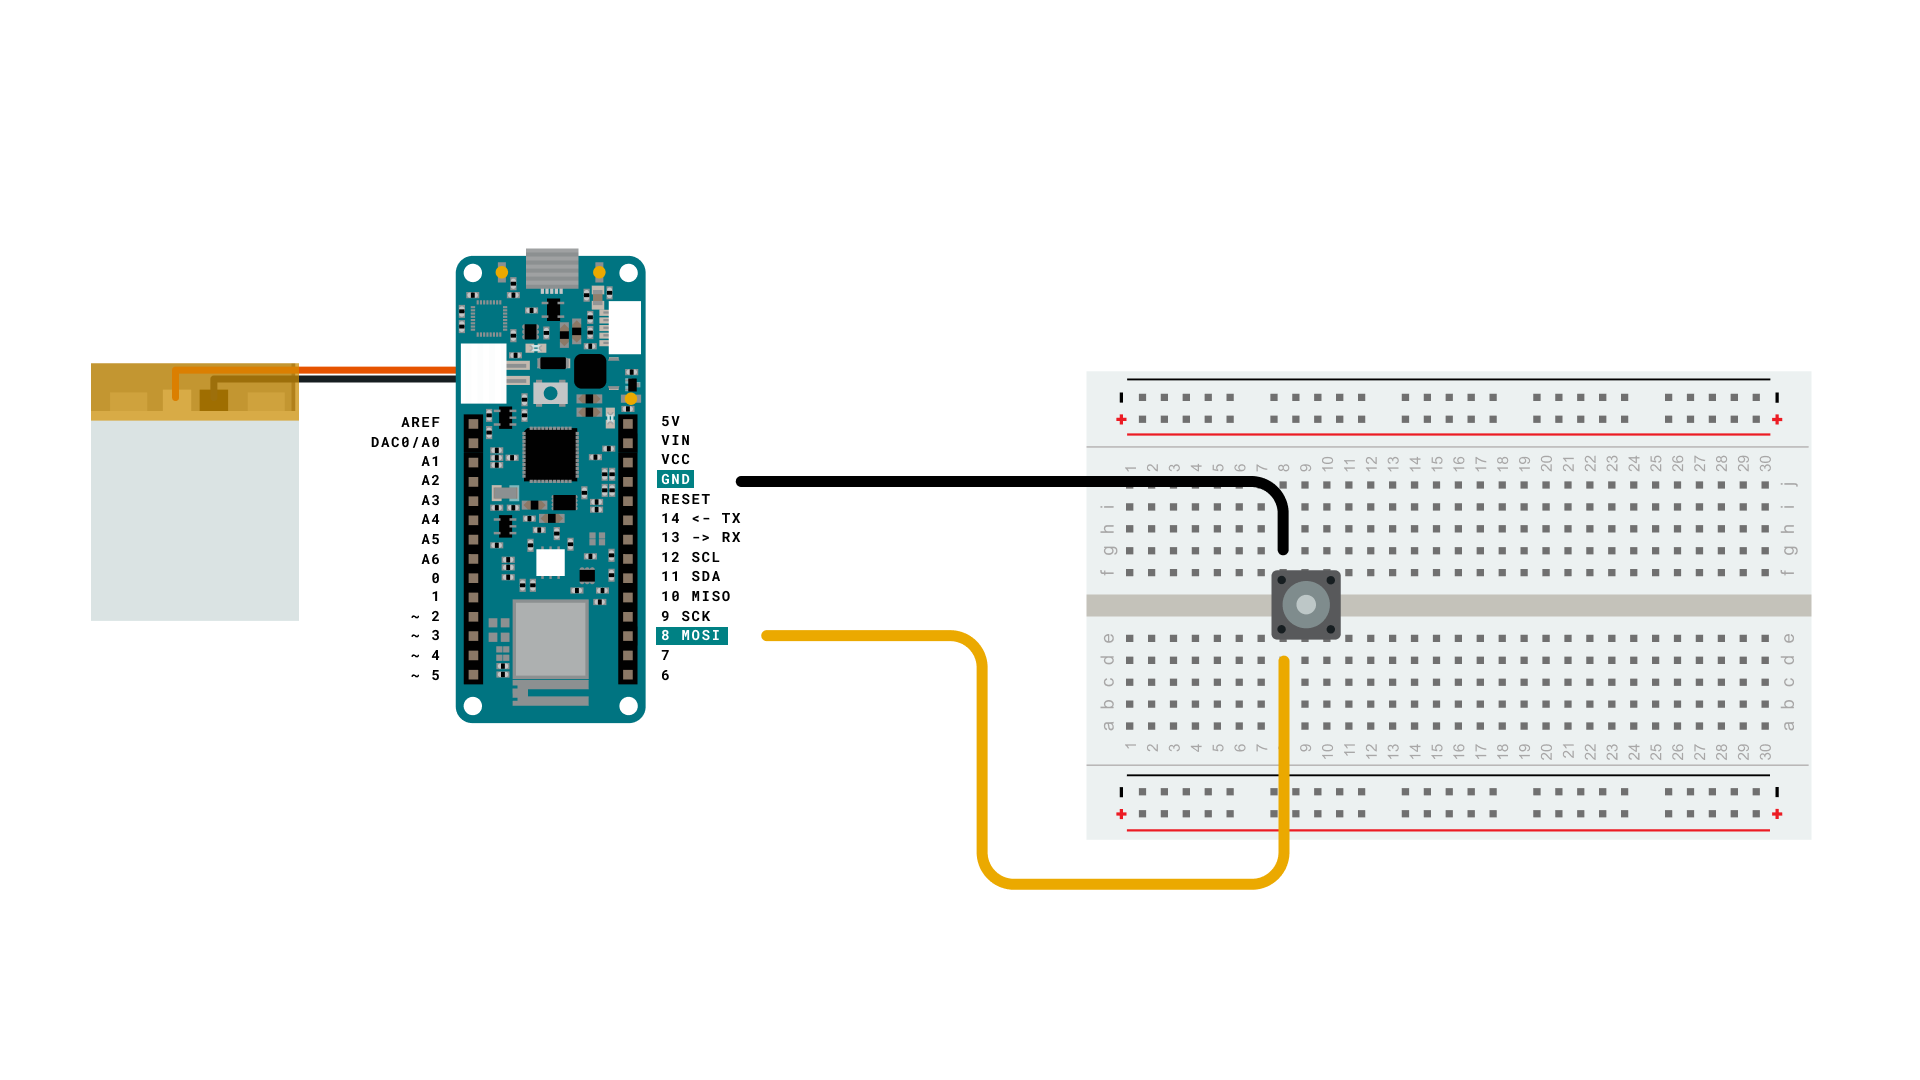 AREF
DAC0/A0
A1
A2
A3
A4
A5
A6
0
1
~ 2
~ 3
~ 4
~ 5
5V
VIN
VCC
GND
RESET
14 <- TX
13 -> RX
12 SCL
11 SDA
10 MISO
9 SCK
8 MOSI
7
6
- -
+ +
1 2 3 4 5 6 7 8 9 10 11 12 13 14 15 16 17 18 19 20 21 22 23 24 25 26 27 28 29 30
j
i i
h h
g g
f f
e e
d d
c c
b b
a a
1 2 3 4 5 6 7 9 10 11 12 13 14 15 16 17 18 19 20 21 22 23 24 25 26 27 28 29 30
- -
+ +